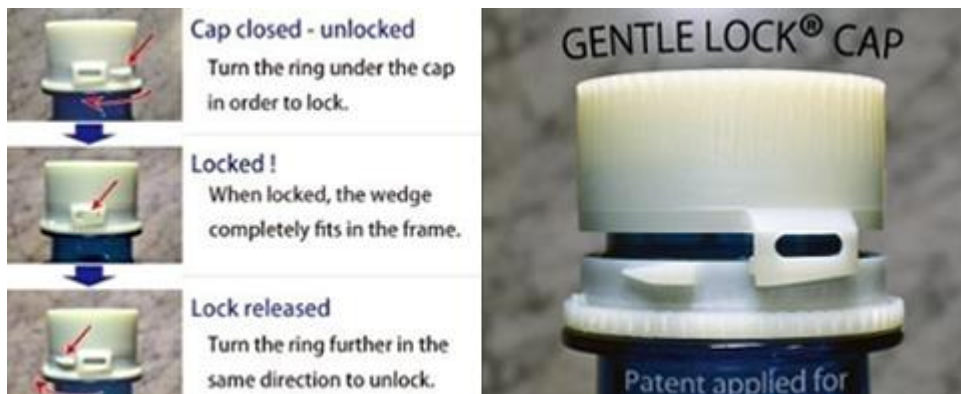 Cap closed - unlocked
Turn the ring under the cap
in order to lock.
Locked !
When locked, the wedge
completely fits in the frame.
Lock released
Turn the ring further in the
same direction to unlock.
GENTLE LOCK® CAP
Patent applied for